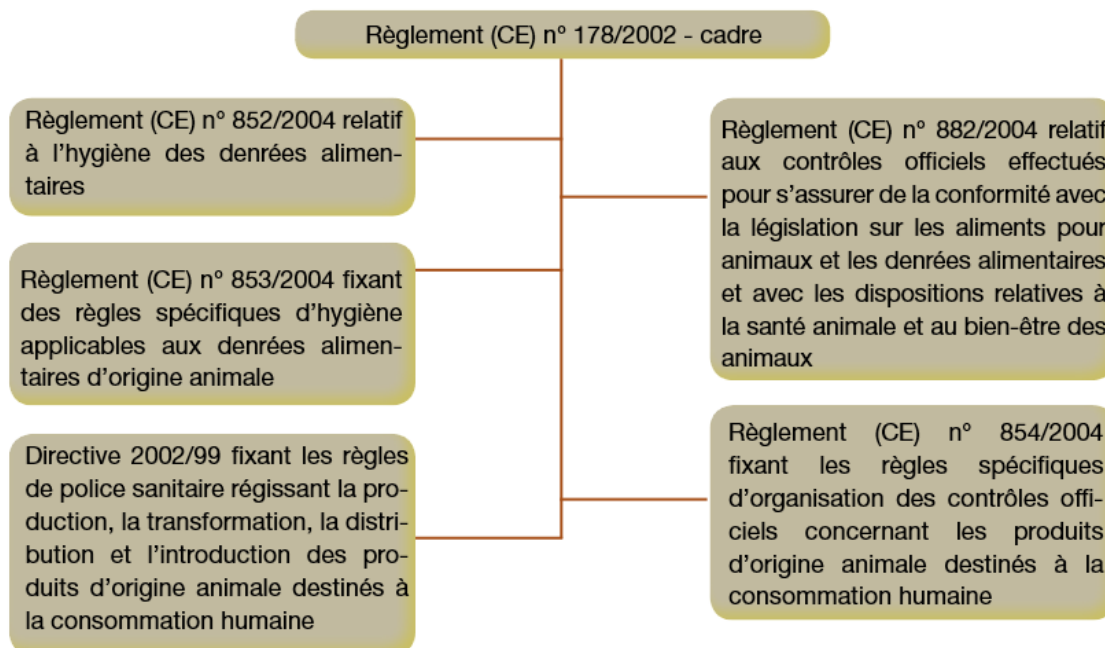 Règlement (CE) n° 178/2002 - cadre
Règlement (CE) n° 852/2004 relatif
à l'hygiène des denrées alimen-
taires
Règlement (CE) n° 853/2004 fixant
des règles spécifiques d'hygiène
applicables aux denrées alimen-
taires d'origine animale
Directive 2002/99 fixant les règles
de police sanitaire régissant la pro-
duction, la transformation, la distri-
bution et l'introduction des pro-
duits d'origine animale destinés à
la consommation humaine
Règlement (CE) n° 882/2004 relatif
aux contrôles officiels effectués
pour s'assurer de la conformité avec
la législation sur les aliments pour
animaux et les denrées alimentaires
et avec les dispositions relatives à
la santé animale et au bien-être des
animaux
Règlement (CE) n° 854/2004
fixant les règles spécifiques
d'organisation des contrôles offi-
ciels concernant les produits
d'origine animale destinés à la
consommation humaine